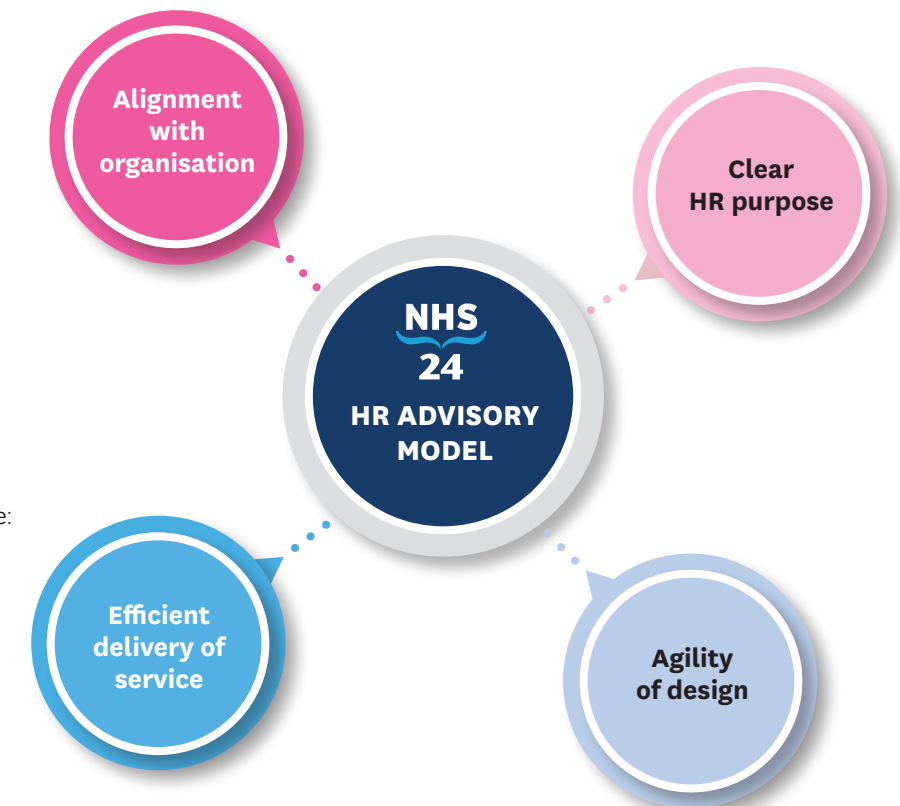 Alignment
with
organisation
Clear
HR purpose
NHS
24
HR ADVISORY
MODEL
e:
Efficient
delivery of
service
Agility
of design